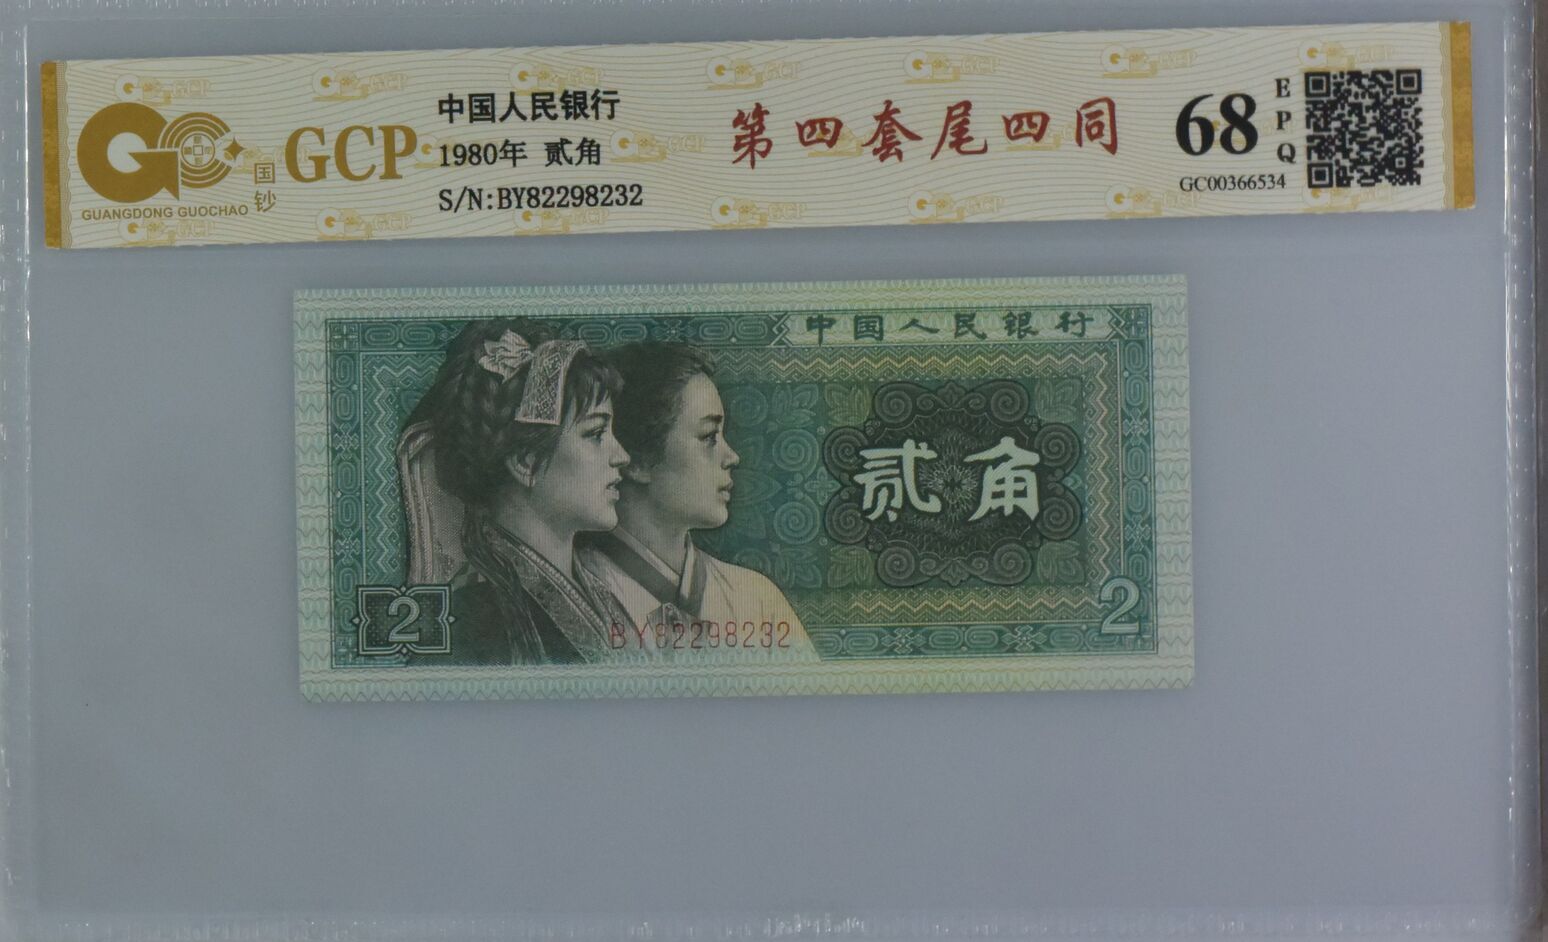 GCP
国钞
GUANGDONG GUOCHAO
中国人民银行
1980年 贰角
S/N:BY82298232
第四套尾四同
68
EPQ
GC00366534
中国人民银行
贰角
2
2
BY82298232